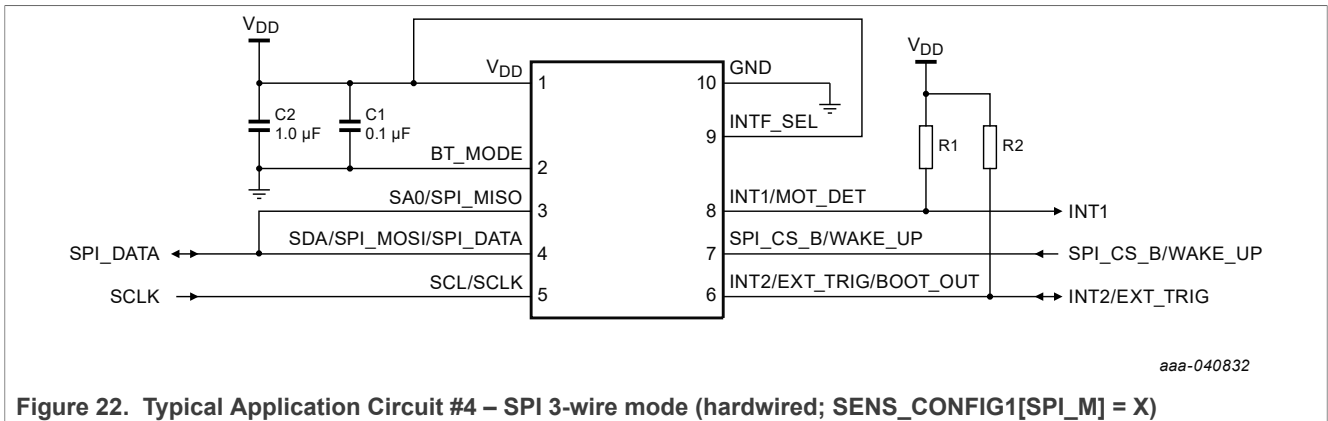 V_DD
V_DD
V_DD
1
10
GND
C2
1.0 µF
C1
0.1 µF
9
INTF_SEL
R1
R2
BT_MODE
2
SA0/SPI_MISO
3
8
INT1/MOT_DET
INT1
SPI_DATA
SDA/SPI_MOSI/SPI_DATA
4
7
SPI_CS_B/WAKE_UP
SPI_CS_B/WAKE_UP
SCLK
SCL/SCLK
5
6
INT2/EXT_TRIG/BOOT_OUT
INT2/EXT_TRIG
aaa-040832
Figure 22. Typical Application Circuit #4 – SPI 3-wire mode (hardwired; SENS_CONFIG1[SPI_M] = X)